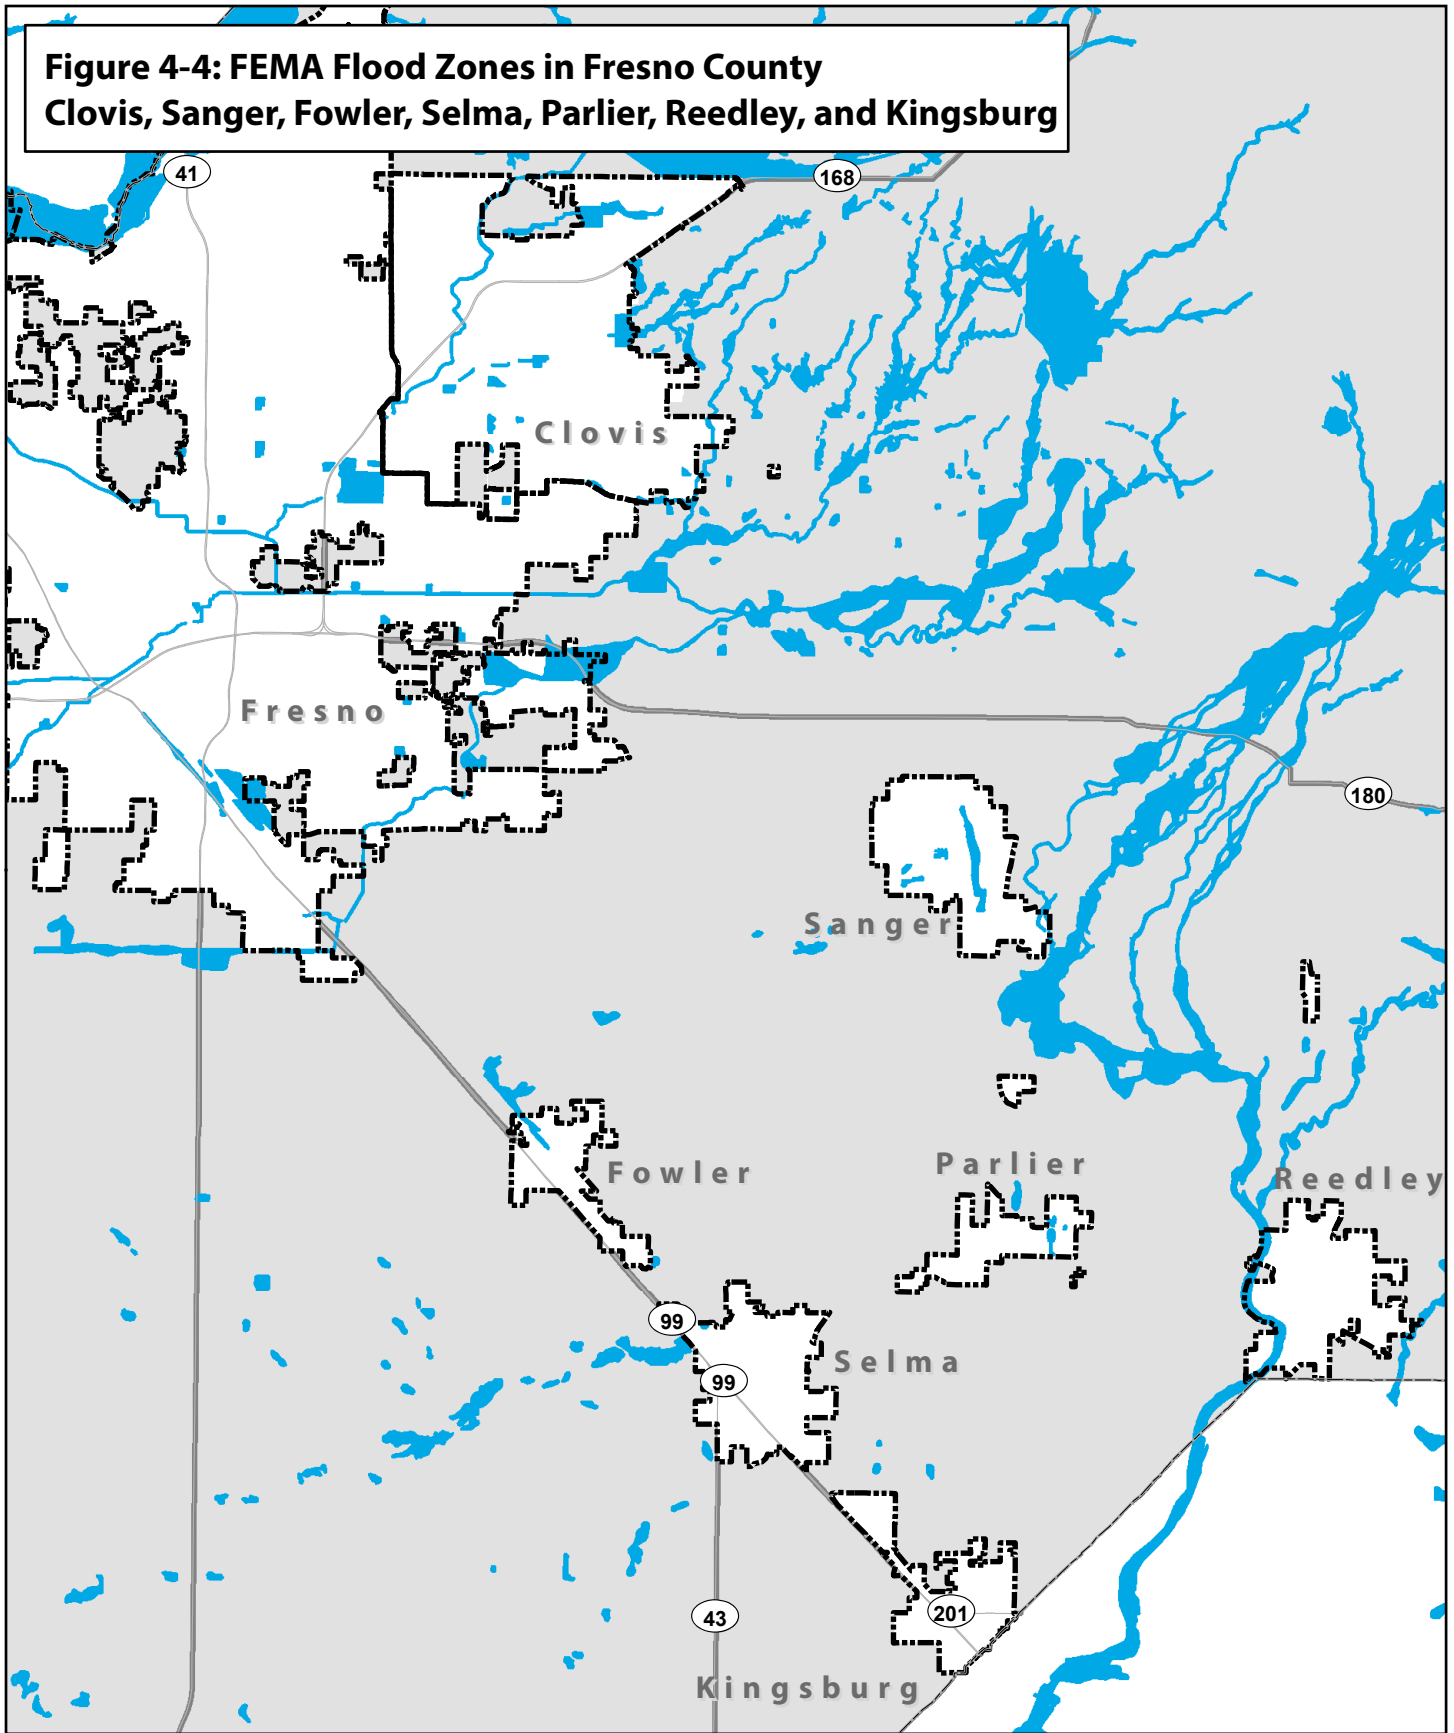 Figure 4-4: FEMA Flood Zones in Fresno County
Clovis, Sanger, Fowler, Selma, Parlier, Reedley, and Kingsburg
41
168
Clovis
Fresno
180
Sanger
Fowler
Parlier
Reedley
99
Selma
99
201
43
Kingsburg